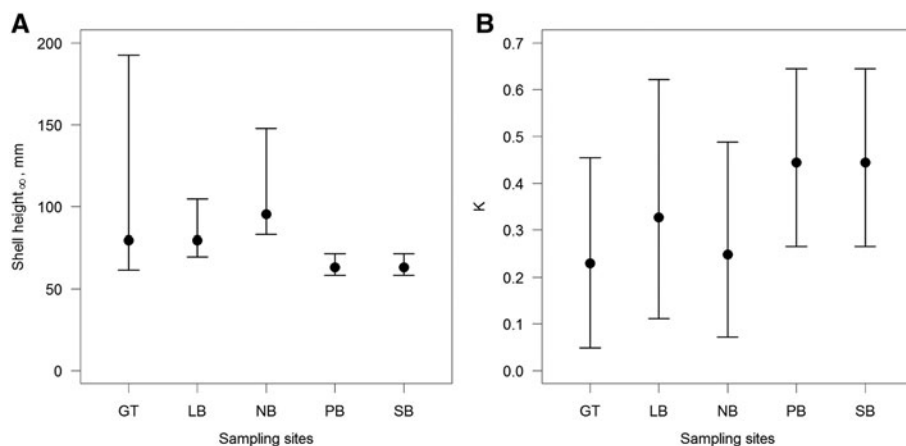 A
200
150
100
50
0
Shell height∞, mm
GT LB NB PB SB
Sampling sites
B
0.7
0.6
0.5
0.4
0.3
0.2
0.1
0.0
K
GT LB NB PB SB
Sampling sites